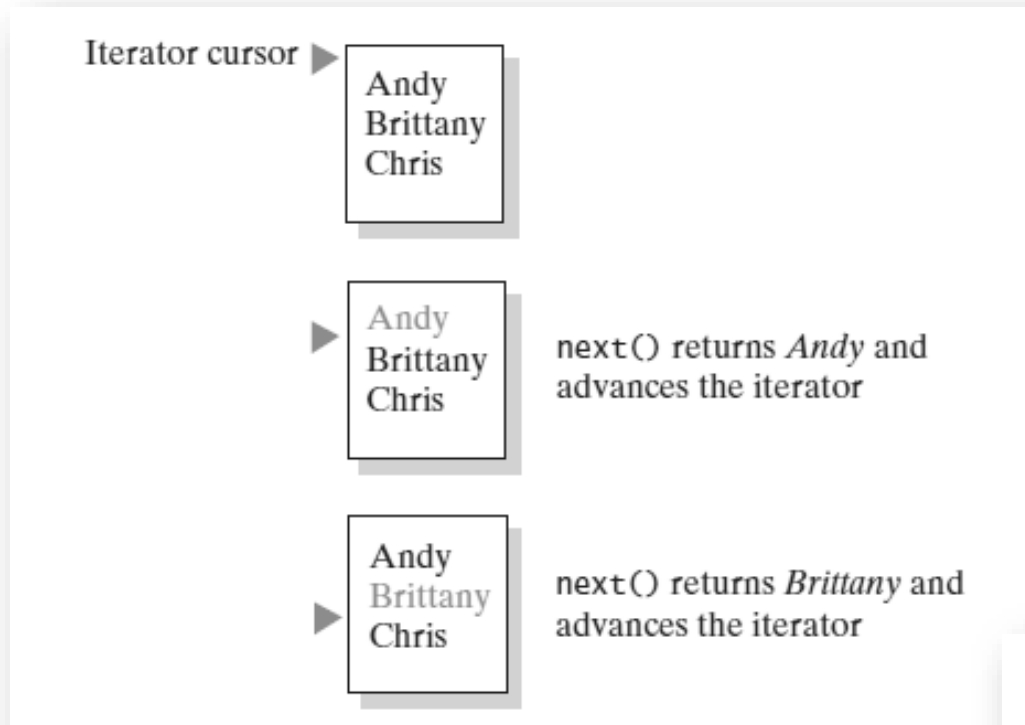 Iterator cursor
Andy
Brittany
Chris
Andy
Brittany
Chris
next() returns Andy and
advances the iterator
Andy
Brittany
Chris
next() returns Brittany and
advances the iterator